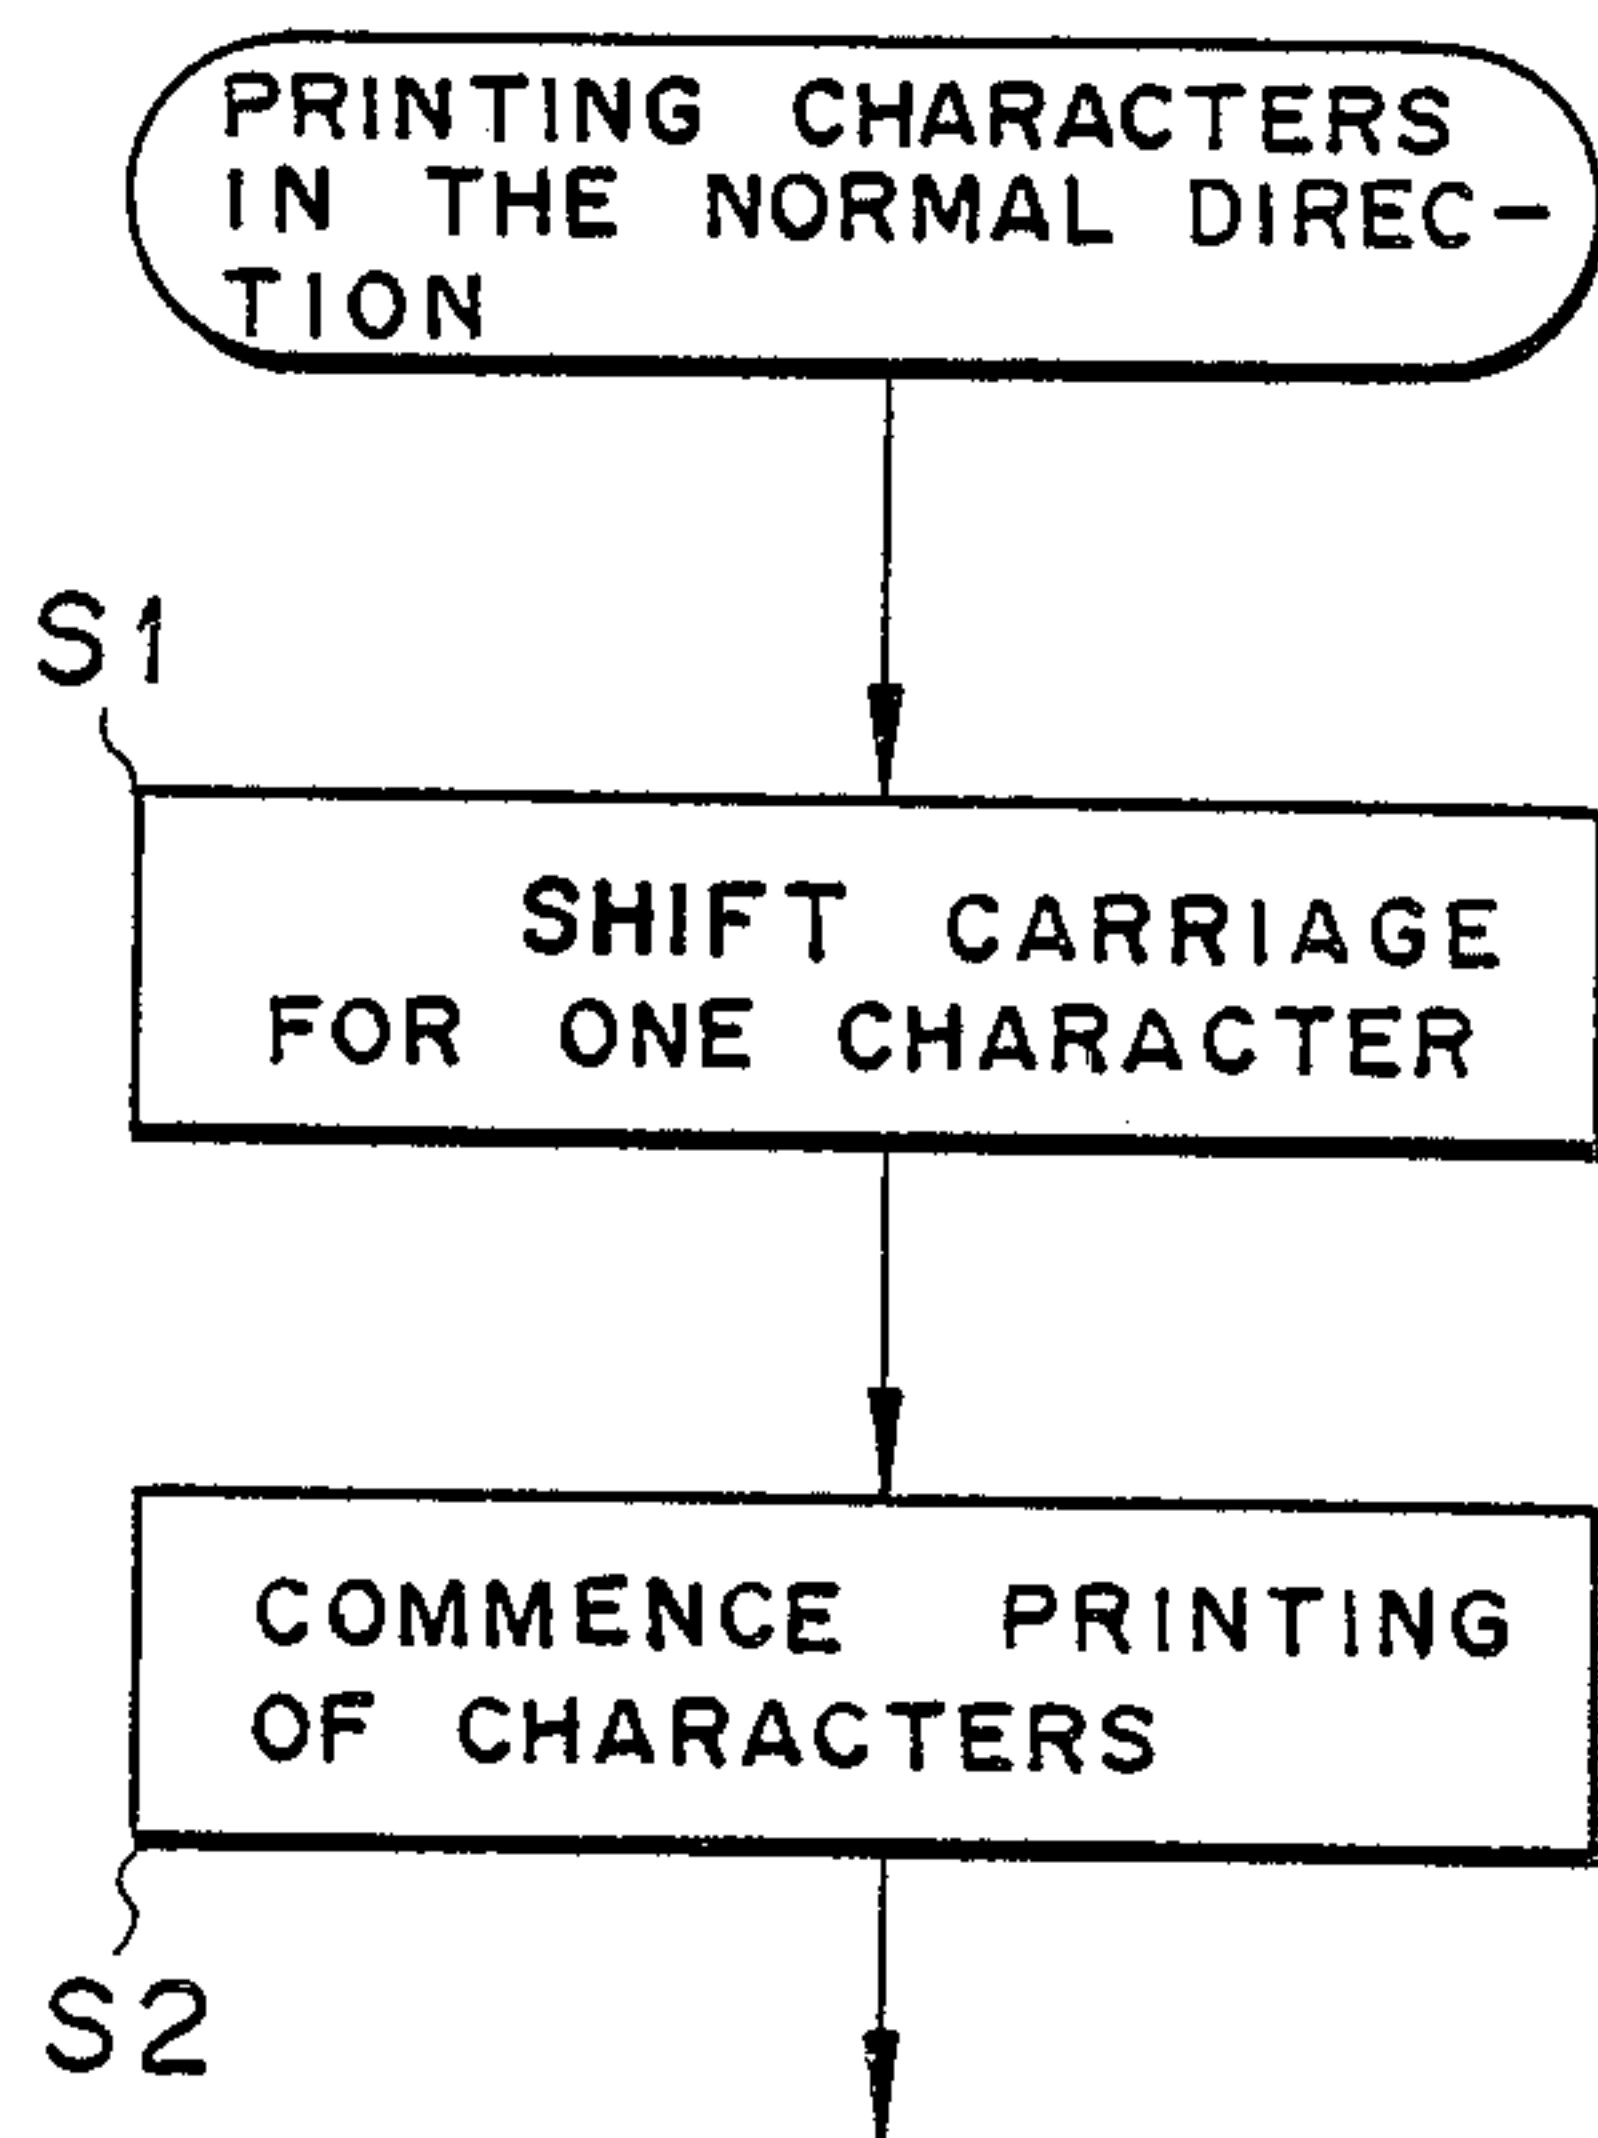 PRINTING CHARACTERS
IN THE NORMAL DIREC-
TION
S1
SHIFT CARRIAGE
FOR ONE CHARACTER
COMMENCE PRINTING
OF CHARACTERS
S2